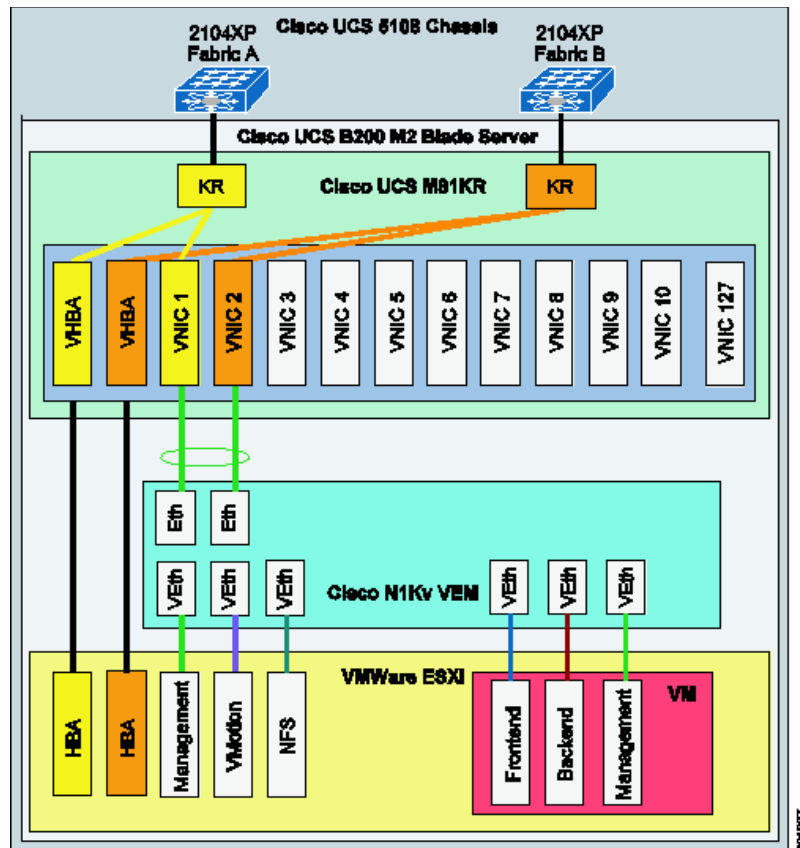 Cisco UCS 5108 Chassis
2104XP
Fabric A
2104XP
Fabric B
Cisco UCS B200 M2 Blade Server
KR
Cisco UCS M81KR
KR
VHBA
VHBA
VNIC 1
VNIC 2
VNIC 3
VNIC 4
VNIC 5
VNIC 6
VNIC 7
VNIC 8
VNIC 9
VNIC 10
VNIC 127
Eth
Eth
VEth
VEth
VEth
Cisco N1Kv VEM
VEth
VEth
VEth
VMWare ESXI
VM
HBA
HBA
Management
VMotion
NFS
Frontend
Backend
Management